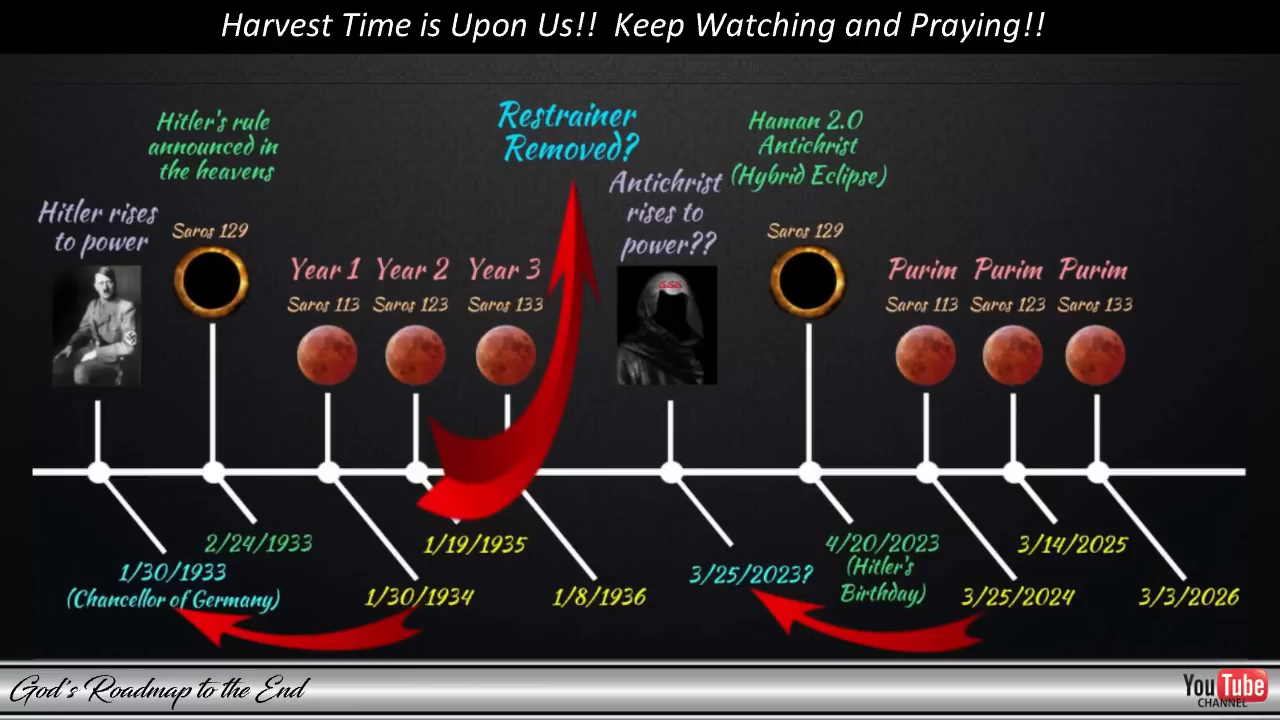 Harvest Time is Upon Us!! Keep Watching and Praying!!
Hitler's rule
announced in
the heavens
Restrainer
Removed?
Haman 2.0
Antichrist
(Hybrid Eclipse)
Hitler rises
to power
Saros 129
Year 1
Saros 113
Year 2
Saros 123
Year 3
Saros 133
Antichrist
rises to
power??
666
Saros 129
Purim
Saros 113
Purim
Saros 123
Purim
Saros 133
1/30/1933
(Chancellor of Germany)
2/24/1933
1/30/1934
1/19/1935
1/8/1936
3/25/2023?
4/20/2023
(Hitler's
Birthday)
3/25/2024
3/14/2025
3/3/2026
God's Roadmap to the End
YouTube
CHANNEL